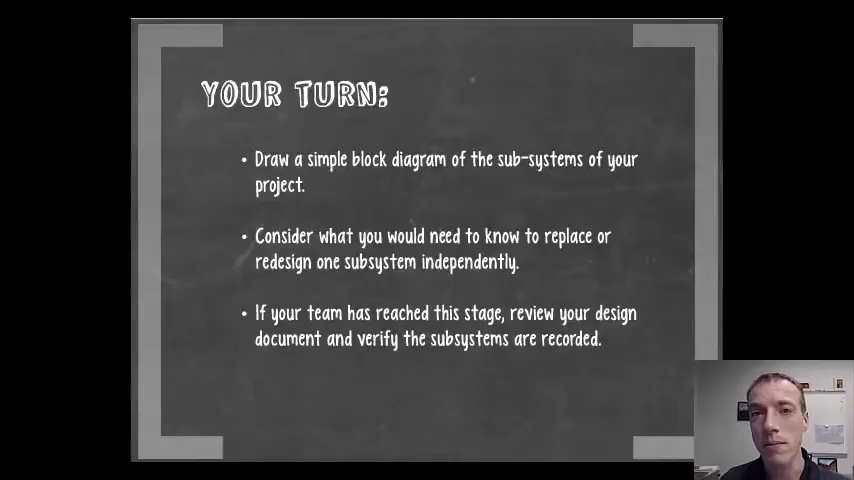 YOUR TURN:
• Draw a simple block diagram of the sub-systems of your
project.
• Consider what you would need to know to replace or
redesign one subsystem independently.
• If your team has reached this stage, review your design
document and verify the subsystems are recorded.